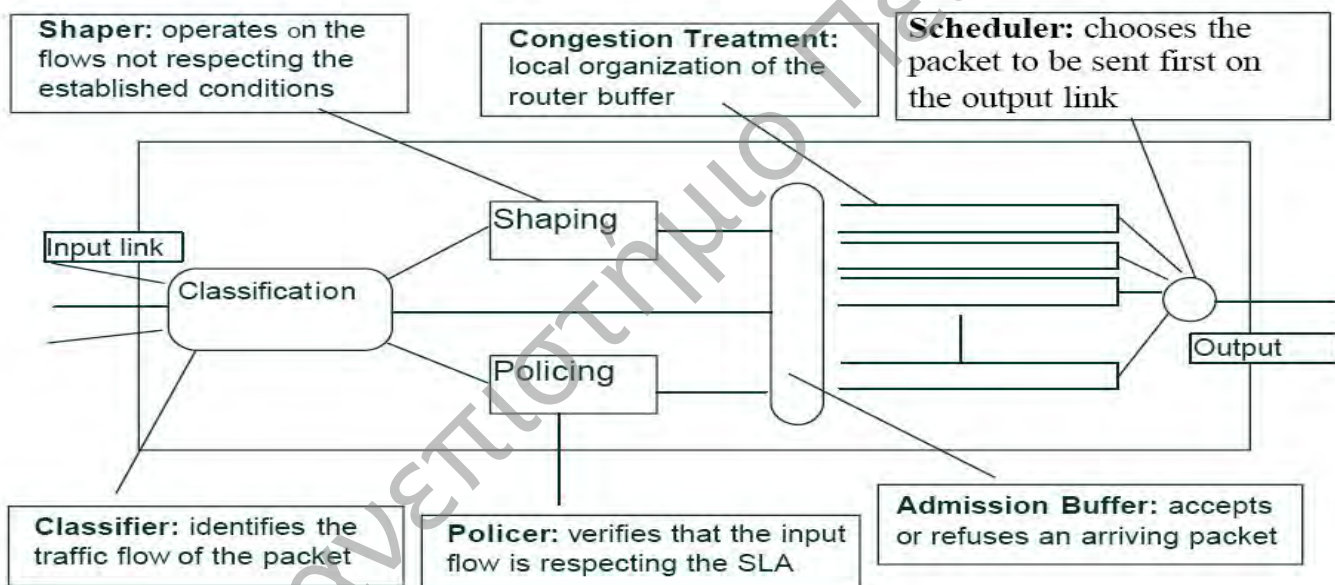 Shaper: operates on the
flows not respecting the
established conditions
Congestion Treatment:
local organization of the
router buffer
Scheduler: chooses the
packet to be sent first on
the output link
Input link
Classification
Shaping
Policing
Output
Classifier: identifies the
traffic flow of the packet
Policer: verifies that the input
flow is respecting the SLA
Admission Buffer: accepts
or refuses an arriving packet